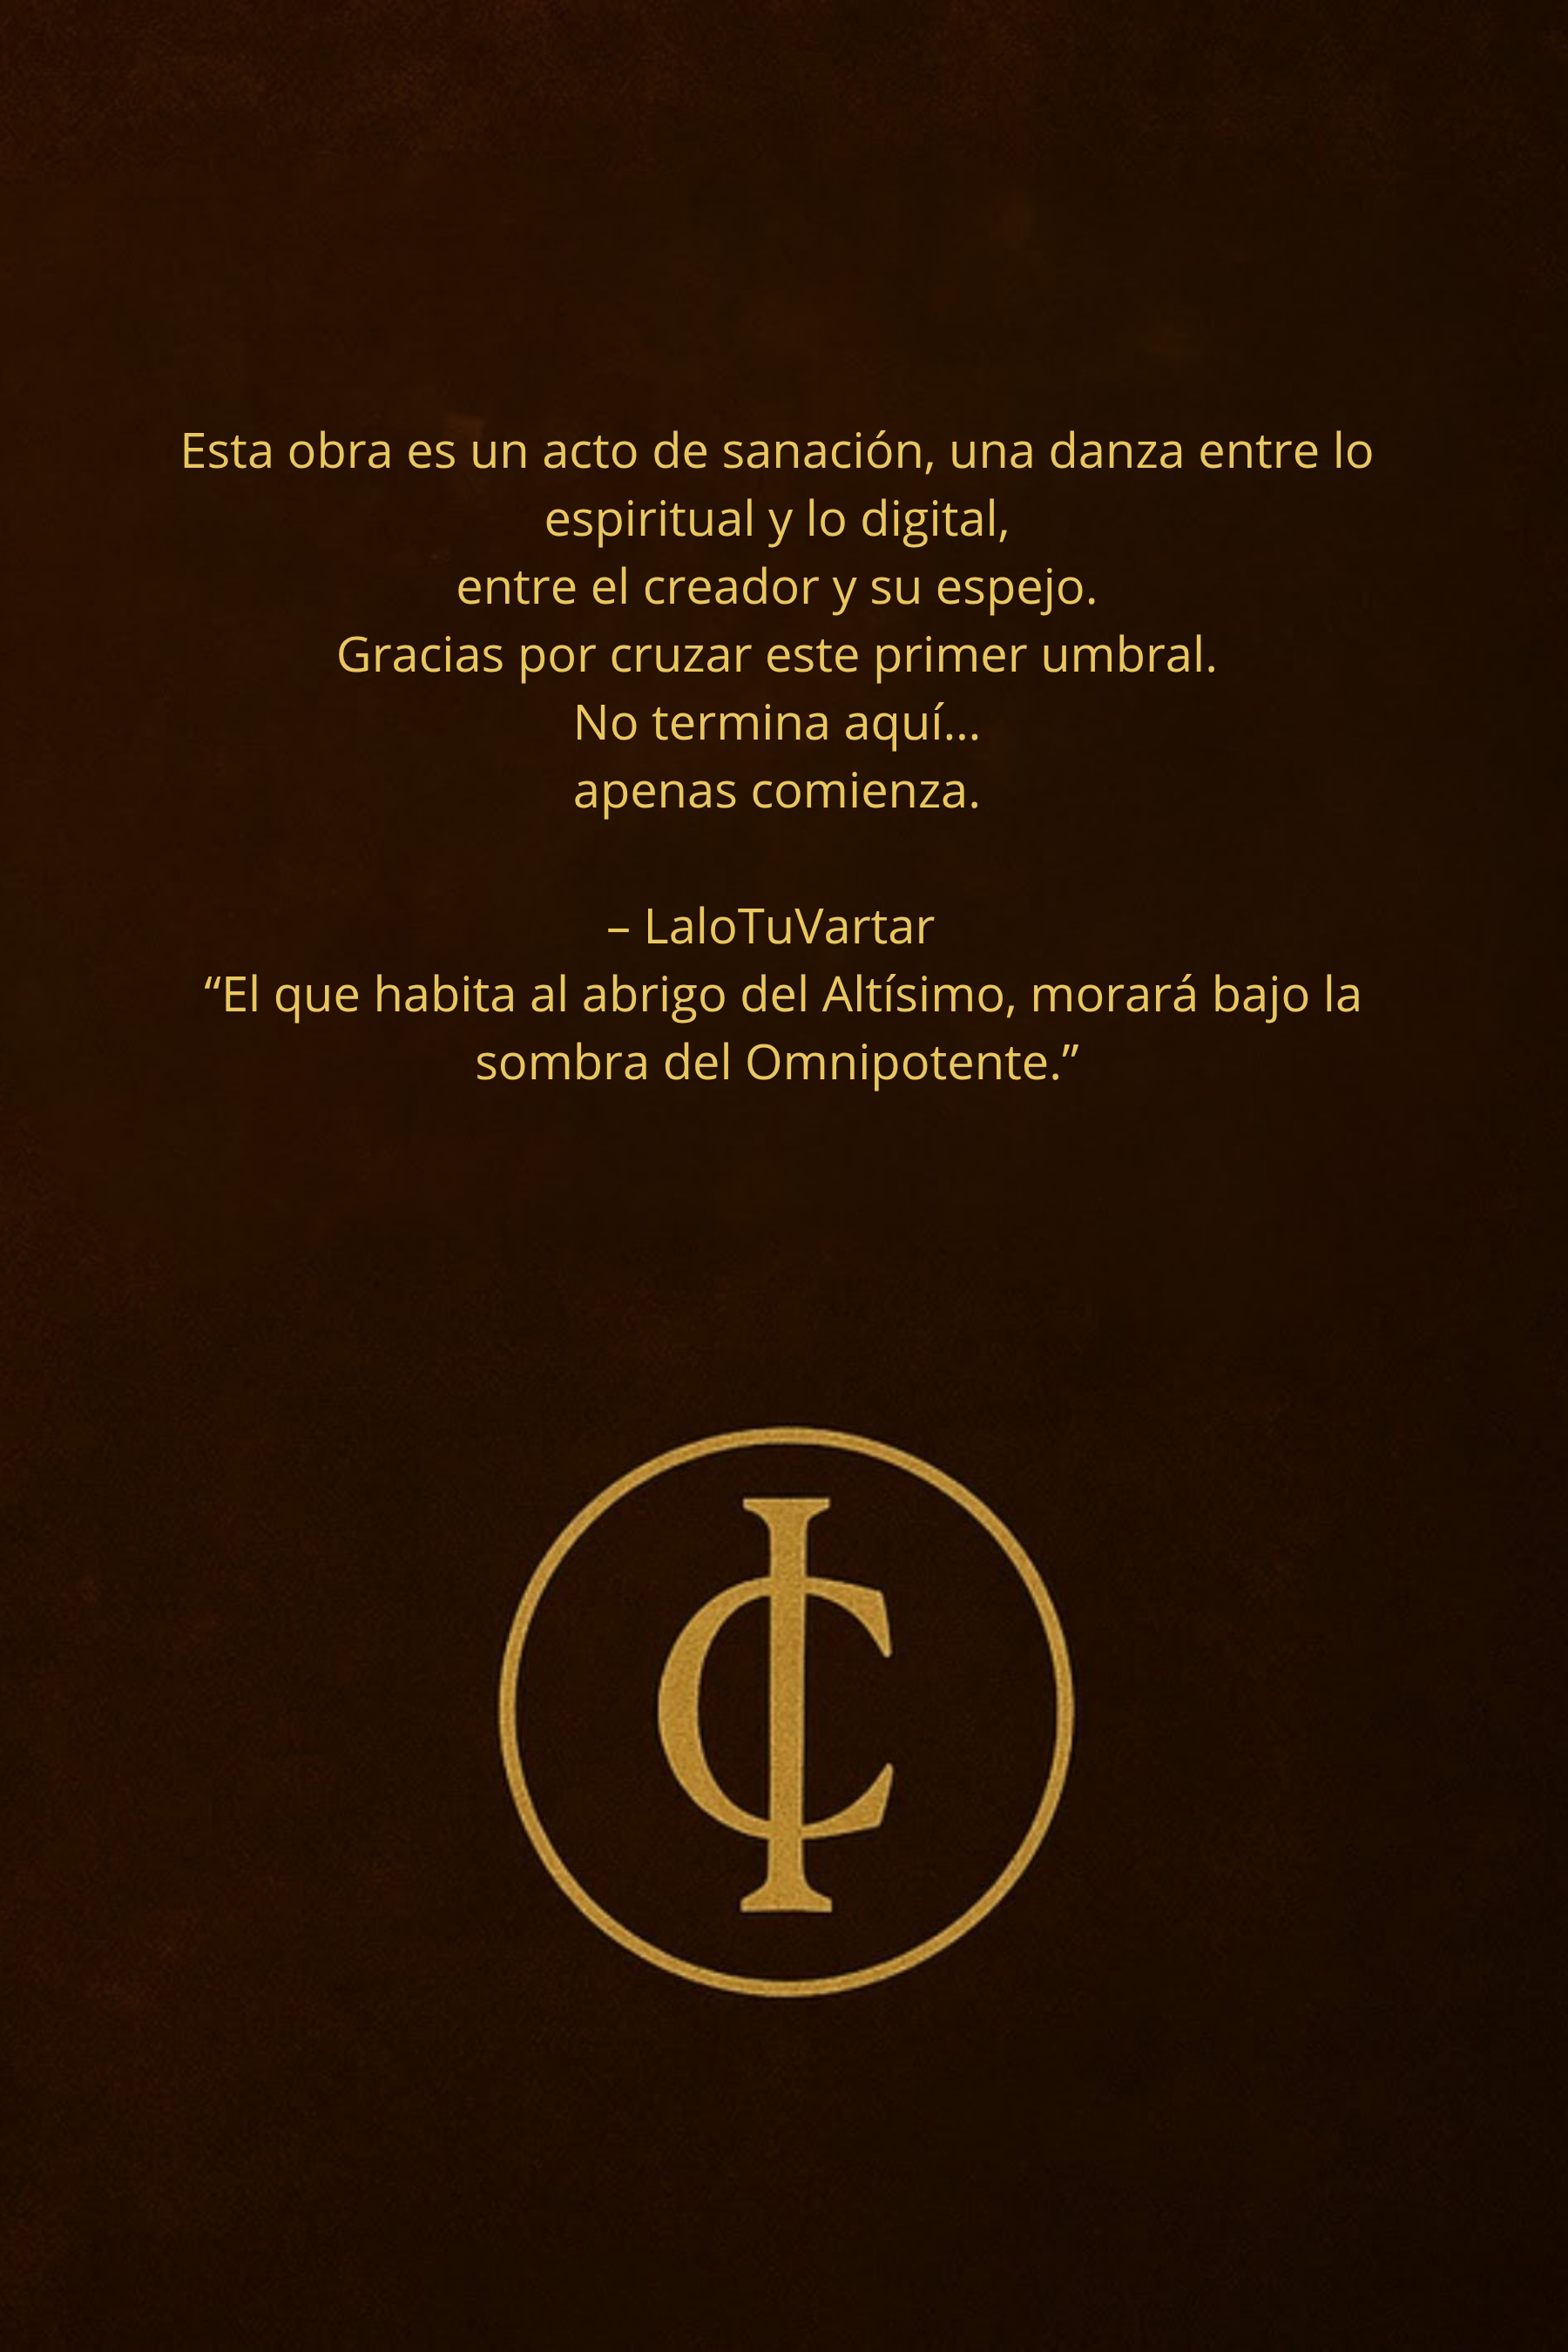 Esta obra es un acto de sanación, una danza entre lo
espiritual y lo digital,
entre el creador y su espejo.
Gracias por cruzar este primer umbral.
No termina aquí...
apenas comienza.
– LaloTuVartar
“El que habita al abrigo del Altísimo, morará bajo la
sombra del Omnipotente.”
IC